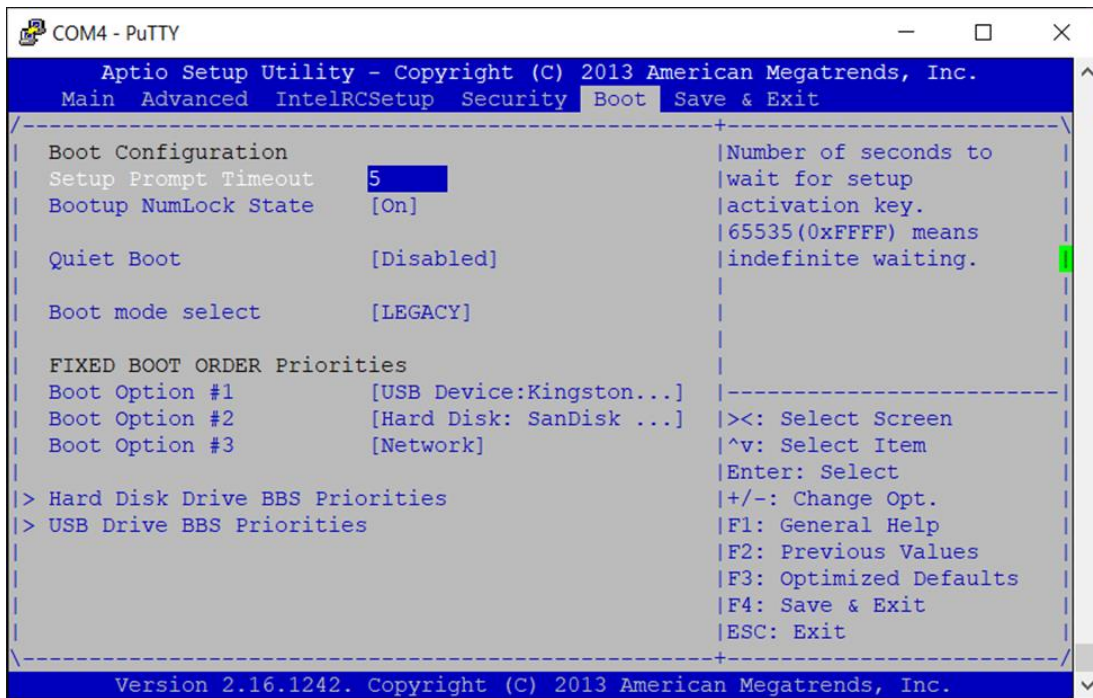 COM4 - PuTTY
Aptio Setup Utility - Copyright (C) 2013 American Megatrends, Inc.
Main Advanced IntelRCSetup Security Boot Save & Exit
Boot Configuration
Setup Prompt Timeout 5
Bootup NumLock State [On]
Quiet Boot [Disabled]
Boot mode select [LEGACY]
FIXED BOOT ORDER Priorities
Boot Option #1 [USB Device:Kingston...]
Boot Option #2 [Hard Disk: SanDisk ...]
Boot Option #3 [Network]
> Hard Disk Drive BBS Priorities
> USB Drive BBS Priorities
Number of seconds to
wait for setup
activation key.
65535(0xFFFF) means
indefinite waiting.
><: Select Screen
^v: Select Item
Enter: Select
+/-: Change Opt.
F1: General Help
F2: Previous Values
F3: Optimized Defaults
F4: Save & Exit
ESC: Exit
Version 2.16.1242. Copyright (C) 2013 American Megatrends, Inc.